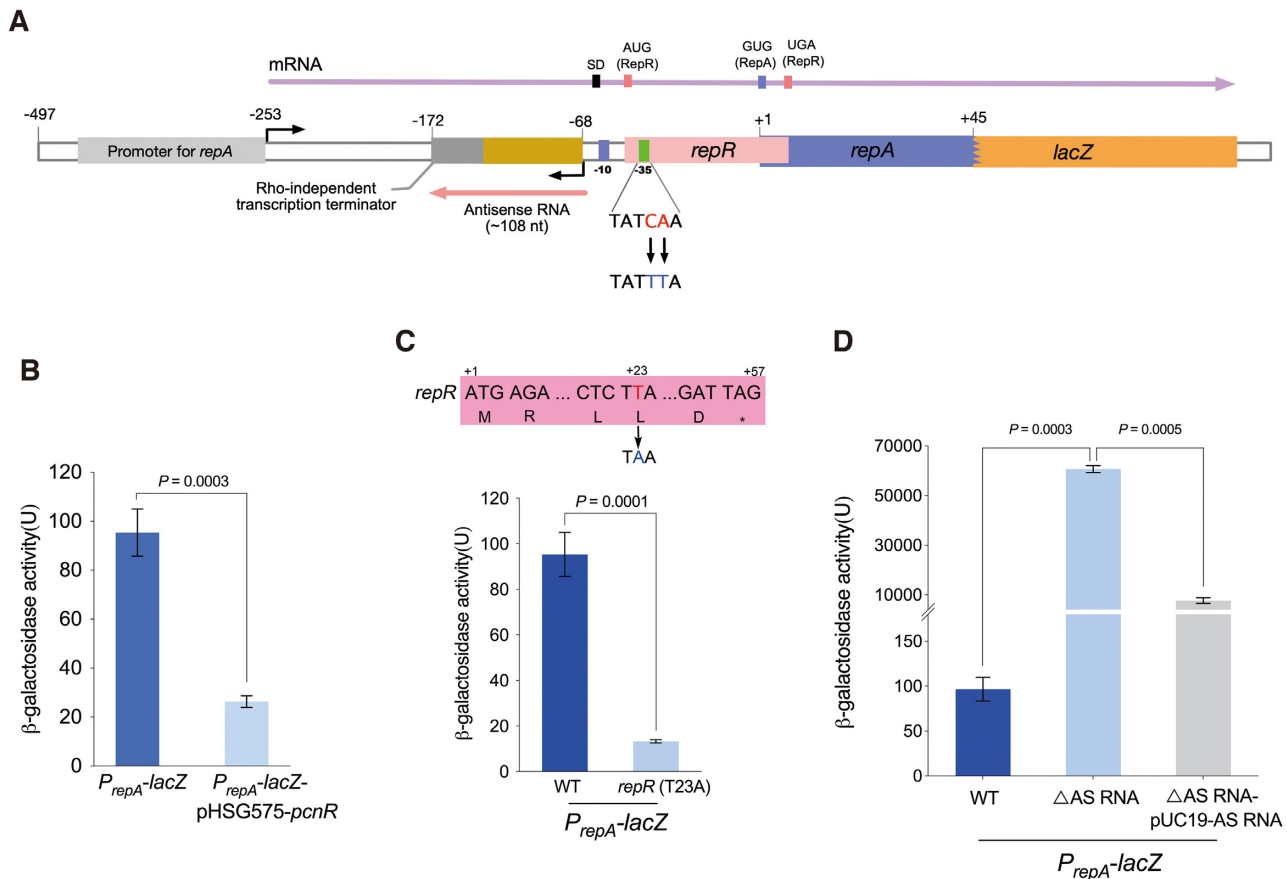 A
mRNA
SD
AUG
(RepR)
GUG
(RepA)
UGA
(RepR)
-497
-253
-172
-68
+1
+45
Promoter for repA
-10
-35
repR
repA
lacZ
Rho-independent
transcription terminator
Antisense RNA
(~108 nt)
TATCAA
TATTTA
B
β-galactosidase activity(U)
120
100
80
60
40
20
0
P = 0.0003
PrepA-lacZ
PrepA-lacZ-
pHSG575-pcnR
C
+1
+23
+57
repR
ATG AGA ... CTC TTA ...GATT AG
M R L L D *
TAA
β-galactosidase activity(U)
120
100
80
60
40
20
0
P = 0.0001
WT
repR (T23A)
PrepA-lacZ
D
β-galactosidase activity(U)
70000
50000
30000
10000
150
100
50
0
P = 0.0003
P = 0.0005
WT
△AS RNA
△AS RNA-
pUC19-AS RNA
PrepA-lacZ